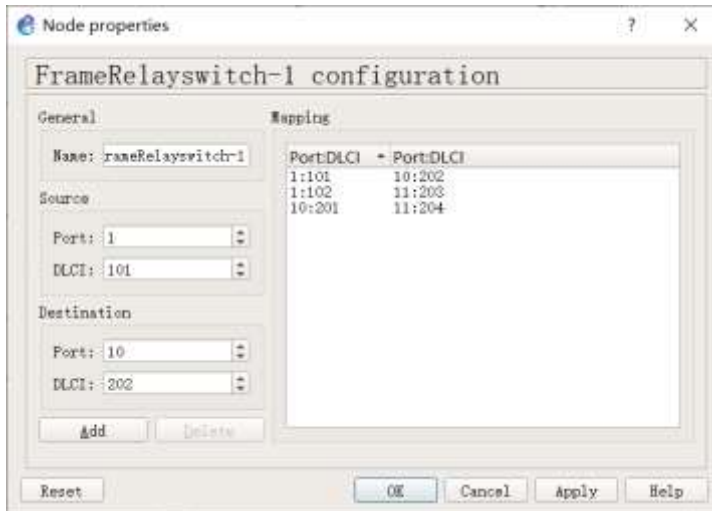 Node properties
FrameRelayswitch-1 configuration
General
Name: rameRelayswitch-1
Source
Port: 1
DLCI: 101
Destination
Port: 10
DLCI: 202
Add Delete
Mapping
Port:DLCI Port:DLCI
1:101 10:202
1:102 11:203
10:201 11:204
Reset OK Cancel Apply Help